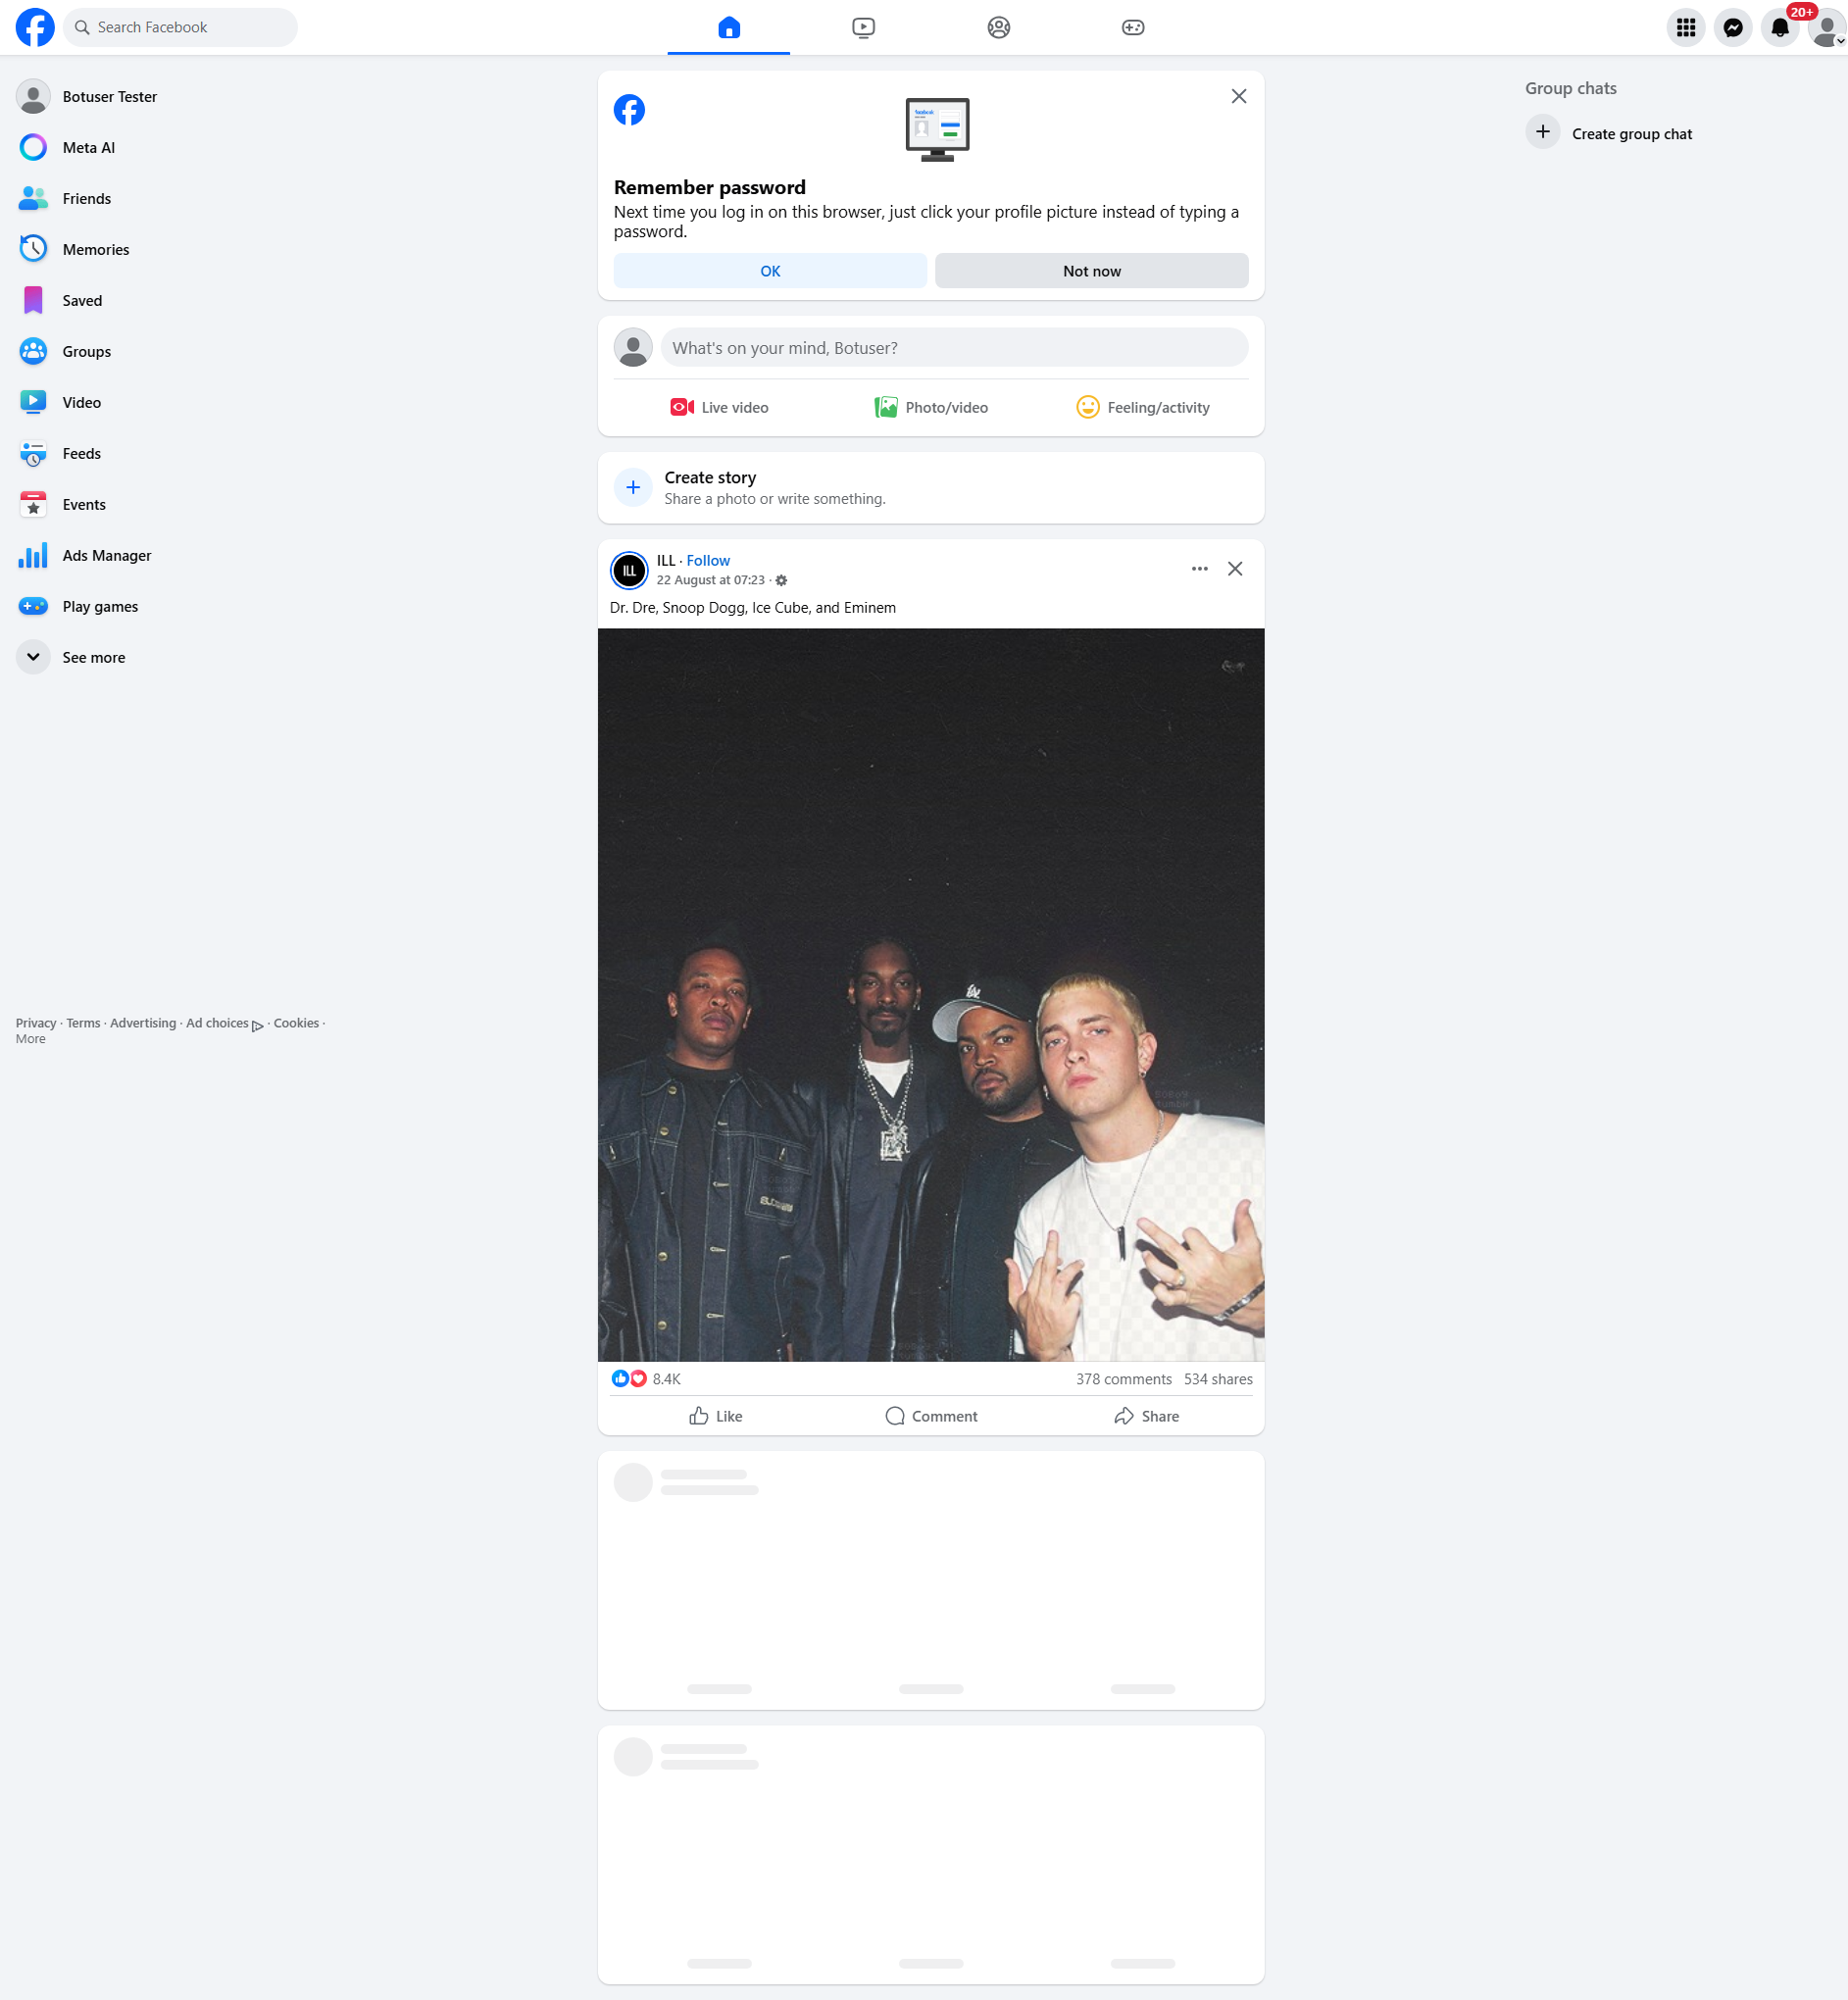 Search Facebook
20+
Botuser Tester
Meta AI
Friends
Memories
Saved
Groups
Video
Feeds
Events
Ads Manager
Play games
See more
Privacy · Terms · Advertising · Ad choices · Cookies ·
More
Remember password
Next time you log in on this browser, just click your profile picture instead of typing a
password.
OK
Not now
What's on your mind, Botuser?
Live video
Photo/video
Feeling/activity
Create story
Share a photo or write something.
ILL
ILL · Follow
22 August at 07:23 ·
Dr. Dre, Snoop Dogg, Ice Cube, and Eminem
8.4K
378 comments 534 shares
Like
Comment
Share
Group chats
Create group chat